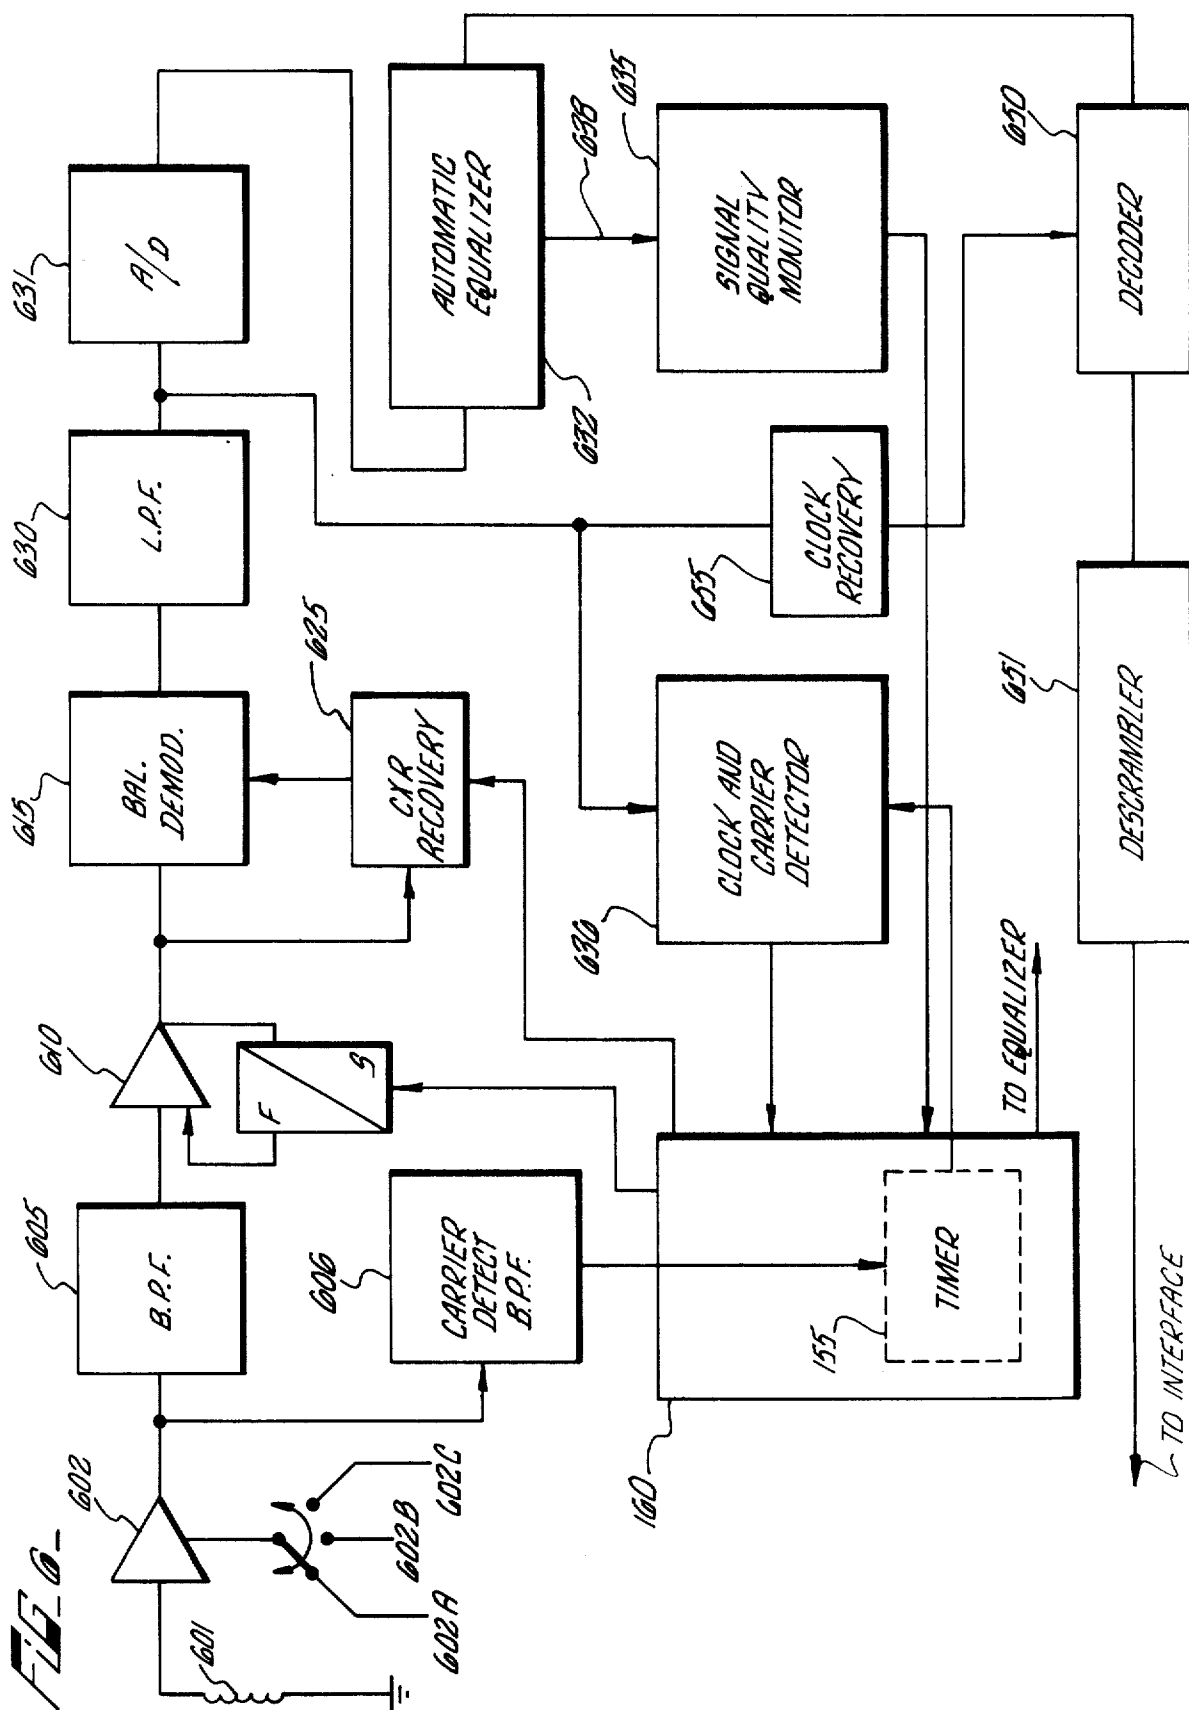 FIG_6_
601
602
602A
602B
602C
605
B.P.F.
606
CARRIER
DETECT
B.P.F.
610
F
S
615
BAL.
DEMOD.
625
CXR
RECOVERY
630
L.P.F.
631
A/D
AUTOMATIC
EQUALIZER
632
638
635
SIGNAL
QUALITY
MONITOR
655
CLOCK
RECOVERY
636
CLOCK AND
CARRIER
DETECTOR
160
155
TIMER
TO EQUALIZER
650
DECODER
651
DESCRAMBLER
TO INTERFACE